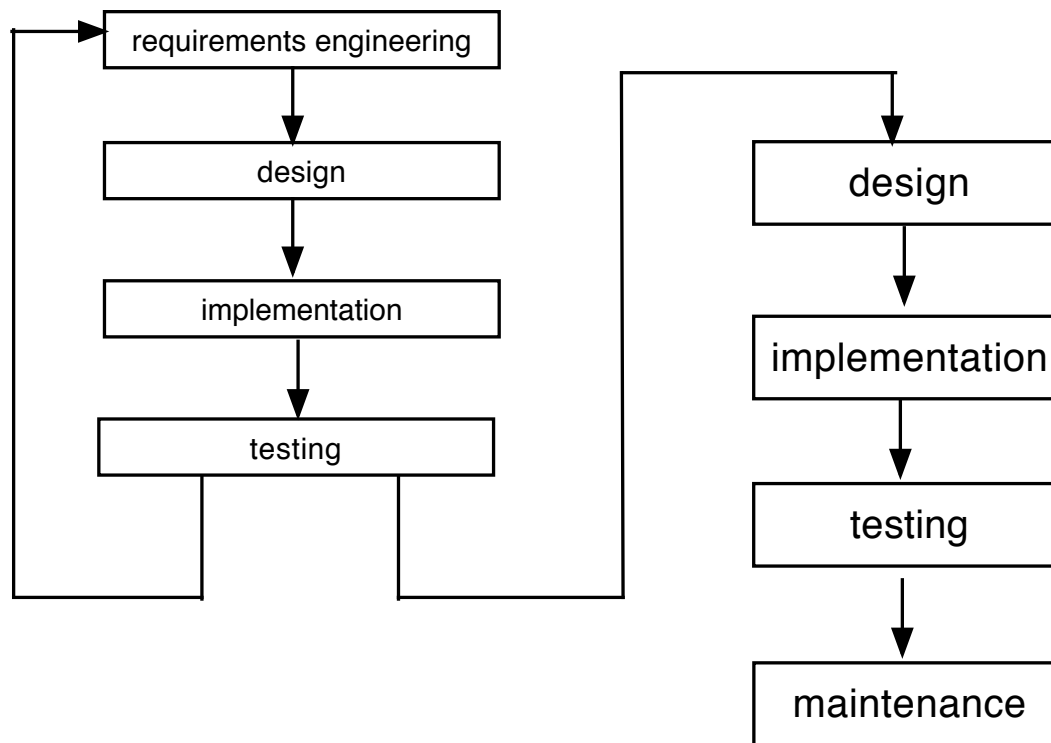 requirements engineering
design
implementation
testing
design
implementation
testing
maintenance